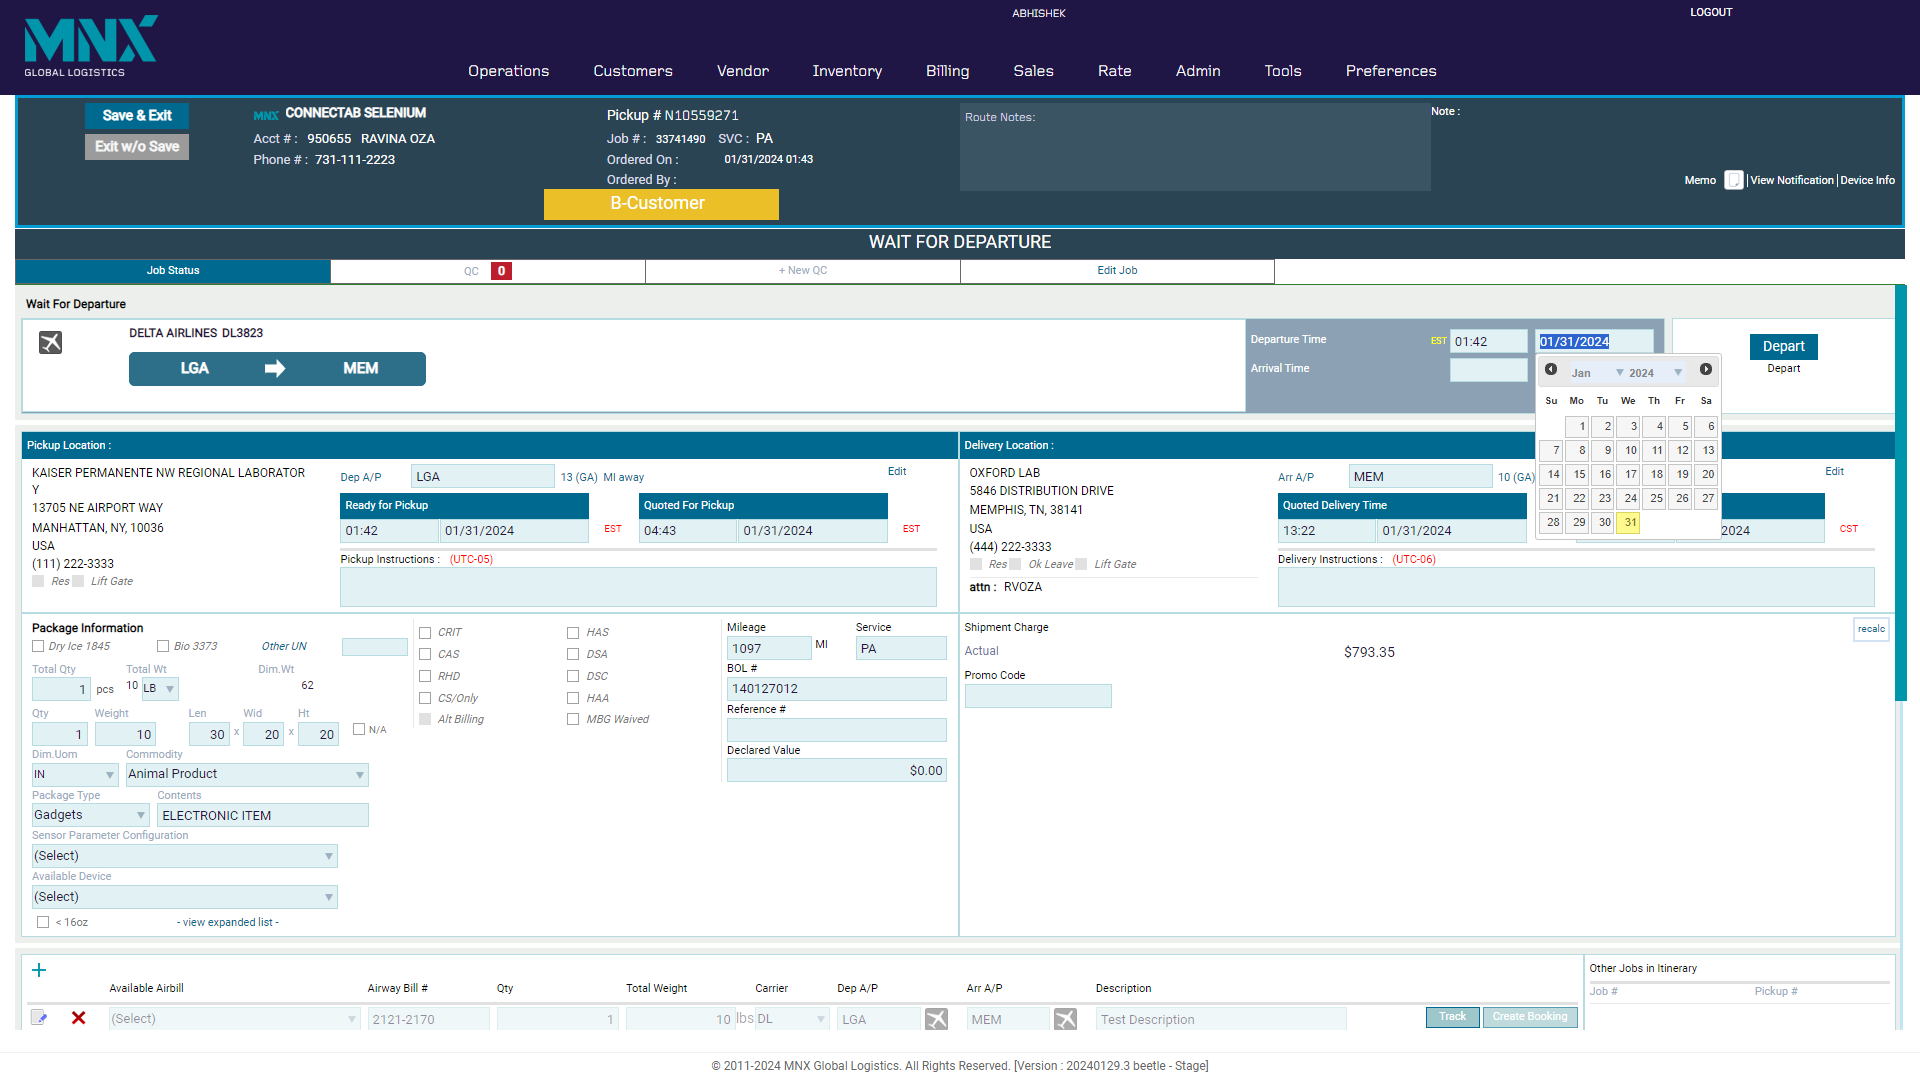 MNX
GLOBAL LOGISTICS
ABHISHEK
LOGOUT
Operations Customers Vendor Inventory Billing Sales Rate Admin Tools Preferences
Save & Exit
Exit w/o Save
MNX CONNECTAB SELENIUM
Acct # : 950655 RAVINA OZA
Phone # : 731-111-2223
Pickup # N10559271
Job # : 33741490 SVC : PA
Ordered On : 01/31/2024 01:43
Ordered By :
B-Customer
Route Notes:
Note :
Memo |View Notification|Device Info
WAIT FOR DEPARTURE
Job Status QC 0 + New QC Edit Job
Wait For Departure
DELTA AIRLINES DL3823
LGA MEM
Departure Time EST 01:42 01/31/2024
Arrival Time
Depart
Depart
Jan 2024
Su Mo Tu We Th Fr Sa
1 2 3 4 5 6
7 8 9 10 11 12 13
14 15 16 17 18 19 20
21 22 23 24 25 26 27
28 29 30 31
Pickup Location :
KAISER PERMANENTE NW REGIONAL LABORATOR
Y
13705 NE AIRPORT WAY
MANHATTAN, NY, 10036
USA
(111) 222-3333
Res Lift Gate
Dep A/P LGA 13 (GA) MI away Edit
Ready for Pickup Quoted For Pickup
01:42 01/31/2024 EST 04:43 01/31/2024 EST
Pickup Instructions : (UTC-05)
Delivery Location :
OXFORD LAB
5846 DISTRIBUTION DRIVE
MEMPHIS, TN, 38141
USA
(444) 222-3333
Res Ok Leave Lift Gate
attn : RVOZA
Arr A/P MEM 10 (GA) Edit
Quoted Delivery Time
13:22 01/31/2024 2024 CST
Delivery Instructions : (UTC-06)
Package Information
Dry Ice 1845 Bio 3373 Other UN
Total Qty Total Wt Dim.Wt
1 pcs 10 LB 62
Qty Weight Len Wid Ht
1 10 30 x 20 x 20 N/A
Dim.Uom Commodity
IN Animal Product
Package Type Contents
Gadgets ELECTRONIC ITEM
Sensor Parameter Configuration
(Select)
Available Device
(Select)
< 16oz - view expanded list -
CRIT HAS
CAS DSA
RHD DSC
CS/Only HAA
Alt Billing MBG Waived
Mileage Service
1097 MI PA
BOL #
140127012
Reference #
Declared Value
$0.00
Shipment Charge
recalc
Actual $793.35
Promo Code
+
Available Airbill Airway Bill # Qty Total Weight Carrier Dep A/P Arr A/P Description
(Select) 2121-2170 1 10 lbs DL LGA MEM Test Description Track Create Booking
Other Jobs in Itinerary
Job # Pickup #
© 2011-2024 MNX Global Logistics. All Rights Reserved. [Version : 20240129.3 beetle - Stage]